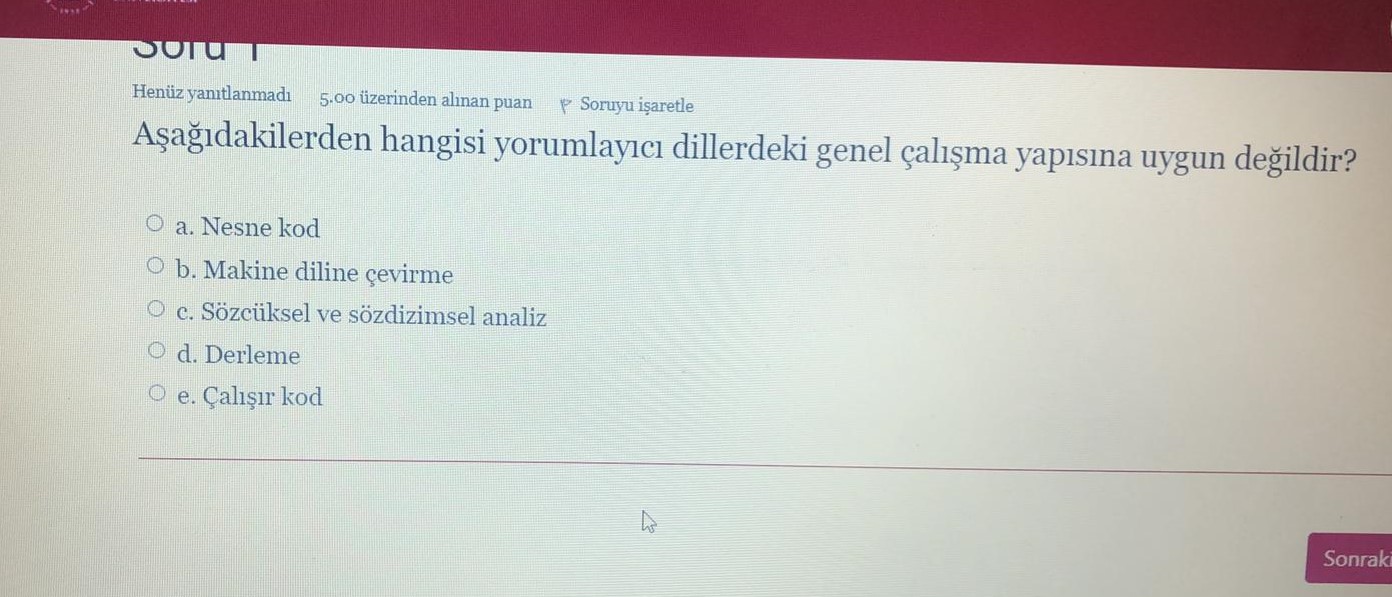 Soru 1
Henüz yanıtlanmadı 5.00 üzerinden alınan puan Soruyu işaretle
Aşağıdakilerden hangisi yorumlayıcı dillerdeki genel çalışma yapısına uygun değildir?
a. Nesne kod
b. Makine diline çevirme
c. Sözcüksel ve sözdizimsel analiz
d. Derleme
e. Çalışır kod
Sonraki